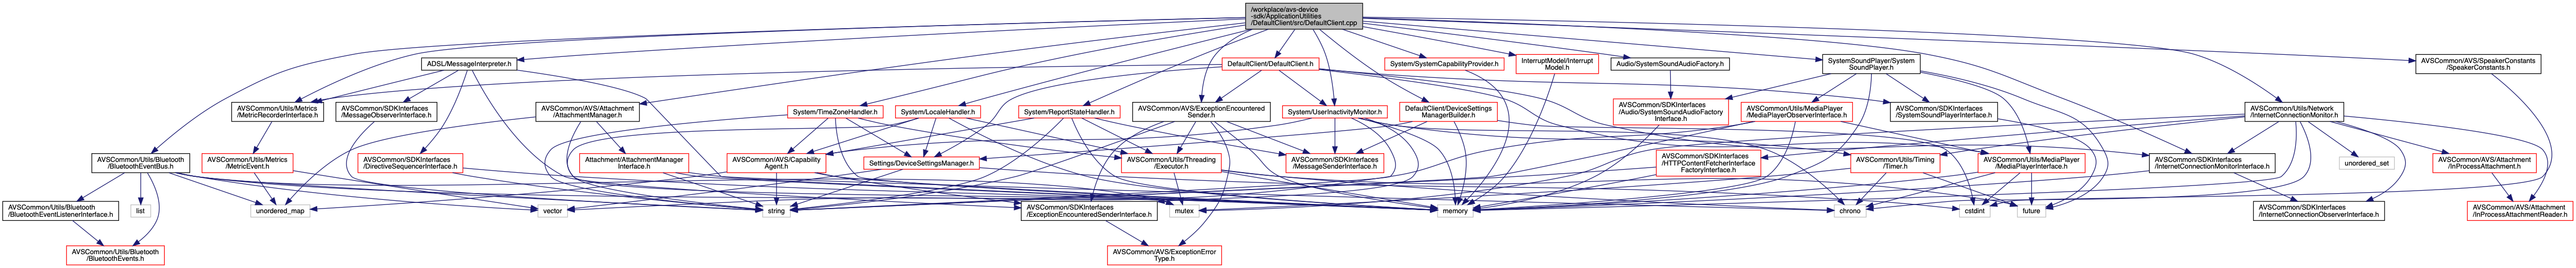 /workplace/avs-device
-sdk/ApplicationUtilities
/DefaultClient/src/DefaultClient.cpp
ADSL/MessageInterpreter.h
DefaultClient/DefaultClient.h
System/SystemCapabilityProvider.h
InterruptModel/Interrupt
Model.h
Audio/SystemSoundAudioFactory.h
SystemSoundPlayer/System
SoundPlayer.h
AVSCommon/AVS/SpeakerConstants
/SpeakerConstants.h
AVSCommon/Utils/Metrics
/MetricRecorderInterface.h
AVSCommon/SDKInterfaces
/MessageObserverInterface.h
AVSCommon/AVS/Attachment
/AttachmentManager.h
System/TimeZoneHandler.h
System/LocaleHandler.h
System/ReportStateHandler.h
AVSCommon/AVS/ExceptionEncountered
Sender.h
System/UserInactivityMonitor.h
DefaultClient/DeviceSettings
ManagerBuilder.h
AVSCommon/SDKInterfaces
/Audio/SystemSoundAudioFactory
Interface.h
AVSCommon/Utils/MediaPlayer
/MediaPlayerObserverInterface.h
AVSCommon/SDKInterfaces
/SystemSoundPlayerInterface.h
AVSCommon/Utils/Network
/InternetConnectionMonitor.h
AVSCommon/Utils/Bluetooth
/BluetoothEventBus.h
AVSCommon/Utils/Metrics
/MetricEvent.h
AVSCommon/SDKInterfaces
/DirectiveSequencerInterface.h
Attachment/AttachmentManager
Interface.h
AVSCommon/AVS/Capability
Agent.h
Settings/DeviceSettingsManager.h
AVSCommon/Utils/Threading
/Executor.h
AVSCommon/SDKInterfaces
/MessageSenderInterface.h
AVSCommon/SDKInterfaces
/HTTPContentFetcherInterface
FactoryInterface.h
AVSCommon/Utils/Timing
/Timer.h
AVSCommon/Utils/MediaPlayer
/MediaPlayerInterface.h
AVSCommon/SDKInterfaces
/InternetConnectionMonitorInterface.h
unordered_set
AVSCommon/AVS/Attachment
/InProcessAttachment.h
AVSCommon/Utils/Bluetooth
/BluetoothEventListenerInterface.h
list
unordered_map
vector
string
AVSCommon/SDKInterfaces
/ExceptionEncounteredSenderInterface.h
mutex
memory
chrono
cstdint
future
AVSCommon/SDKInterfaces
/InternetConnectionObserverInterface.h
AVSCommon/AVS/Attachment
/InProcessAttachmentReader.h
AVSCommon/Utils/Bluetooth
/BluetoothEvents.h
AVSCommon/AVS/ExceptionError
Type.h